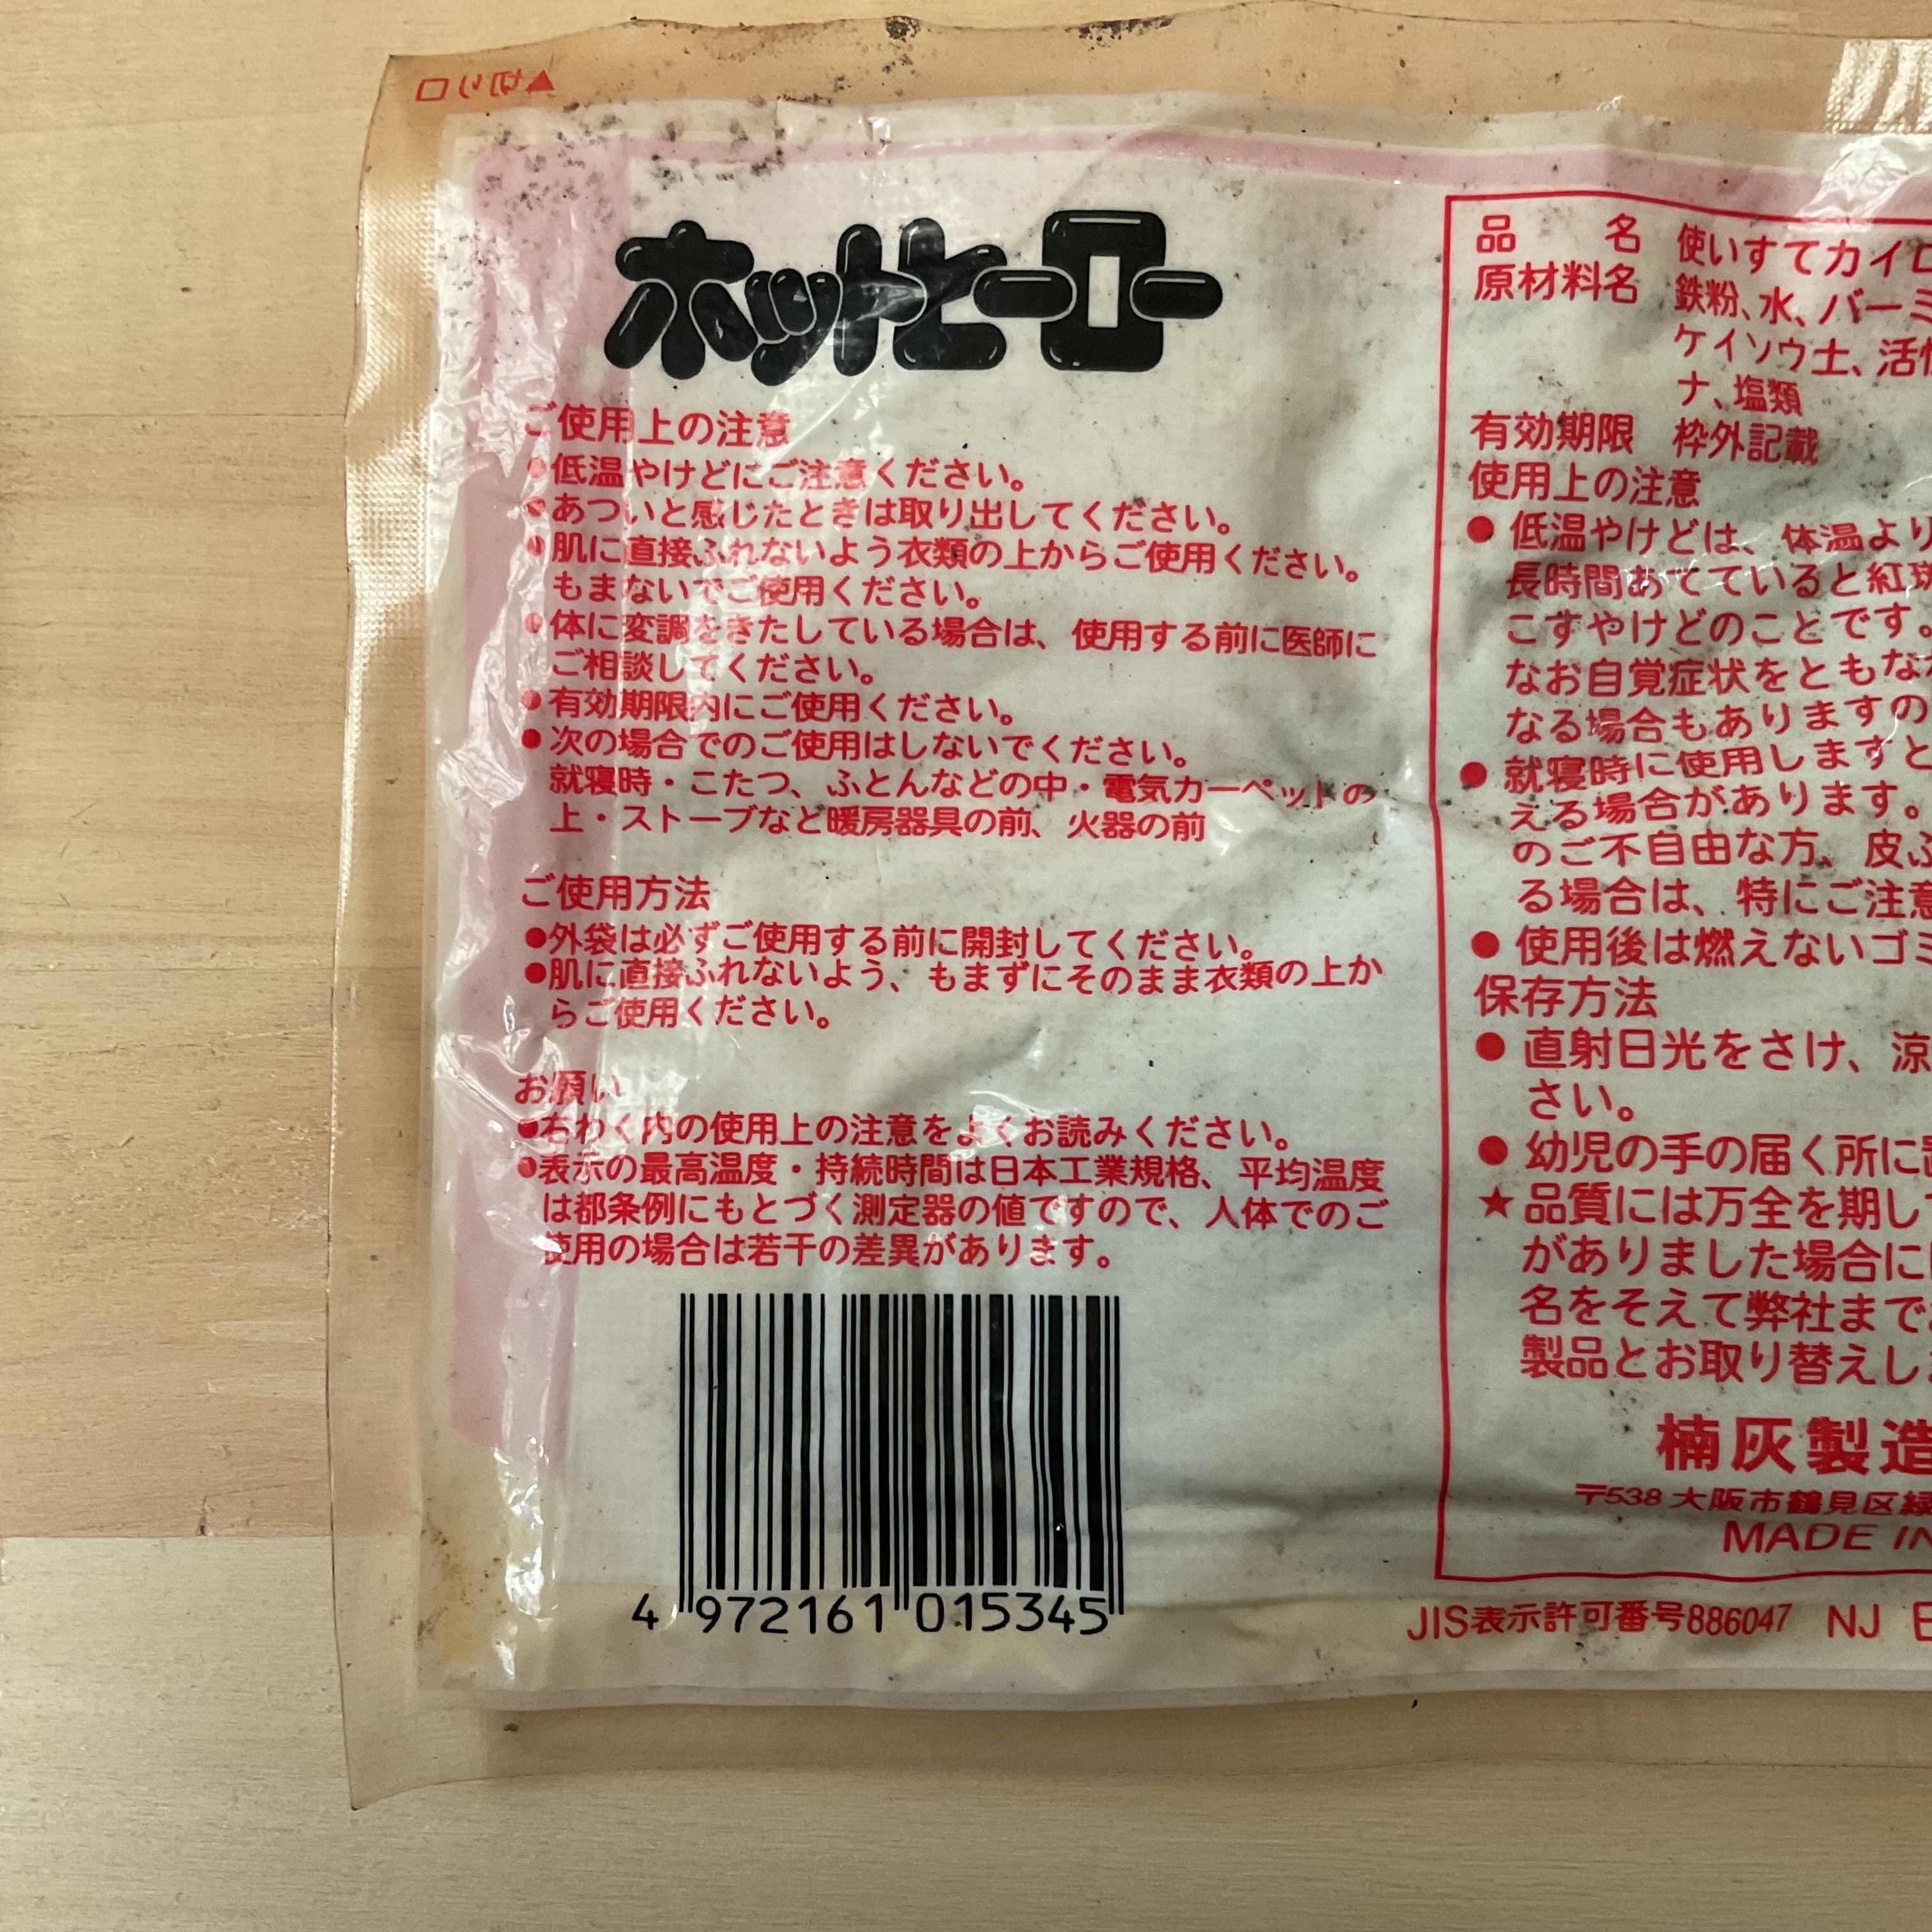 切り口
ホットヒーロー
ご使用上の注意
●低温やけどにご注意ください。
●あついと感じたときは取り出してください。
●肌に直接ふれないよう衣類の上からご使用ください。
もまないでご使用ください。
●体に変調をきたしている場合は、使用する前に医師に
ご相談してください。
●有効期限内にご使用ください。
●次の場合でのご使用はしないでください。
就寝時・こたつ、ふとんなどの中・電気カーペットの
上・ストーブなど暖房器具の前、火器の前
ご使用方法
●外袋は必ずご使用する前に開封してください。
●肌に直接ふれないよう、もまずにそのまま衣類の上か
らご使用ください。
お願い
●右わく内の使用上の注意をよくお読みください。
●表示の最高温度・持続時間は日本工業規格、平均温度
は都条例にもとづく測定器の値ですので、人体でのご
使用の場合は若干の差異があります。
4 972161 015345
品 名 使いすてカイロ
原材料名 鉄粉、水、バーミ
ケイソウ土、活性
ナ、塩類
有効期限 枠外記載
使用上の注意
● 低温やけどは、体温より
長時間あてていると紅斑
こすやけどのことです。
なお自覚症状をともなわ
なる場合もありますの
● 就寝時に使用しますと
える場合があります。
のご不自由な方、皮ふ
る場合は、特にご注意
● 使用後は燃えないゴミ
保存方法
● 直射日光をさけ、涼
さい。
● 幼児の手の届く所に
★ 品質には万全を期し
がありました場合に
名をそえて弊社まで
製品とお取り替えし
楠灰製造
〒538 大阪市鶴見区緑
MADE IN
JIS表示許可番号886047 NJ